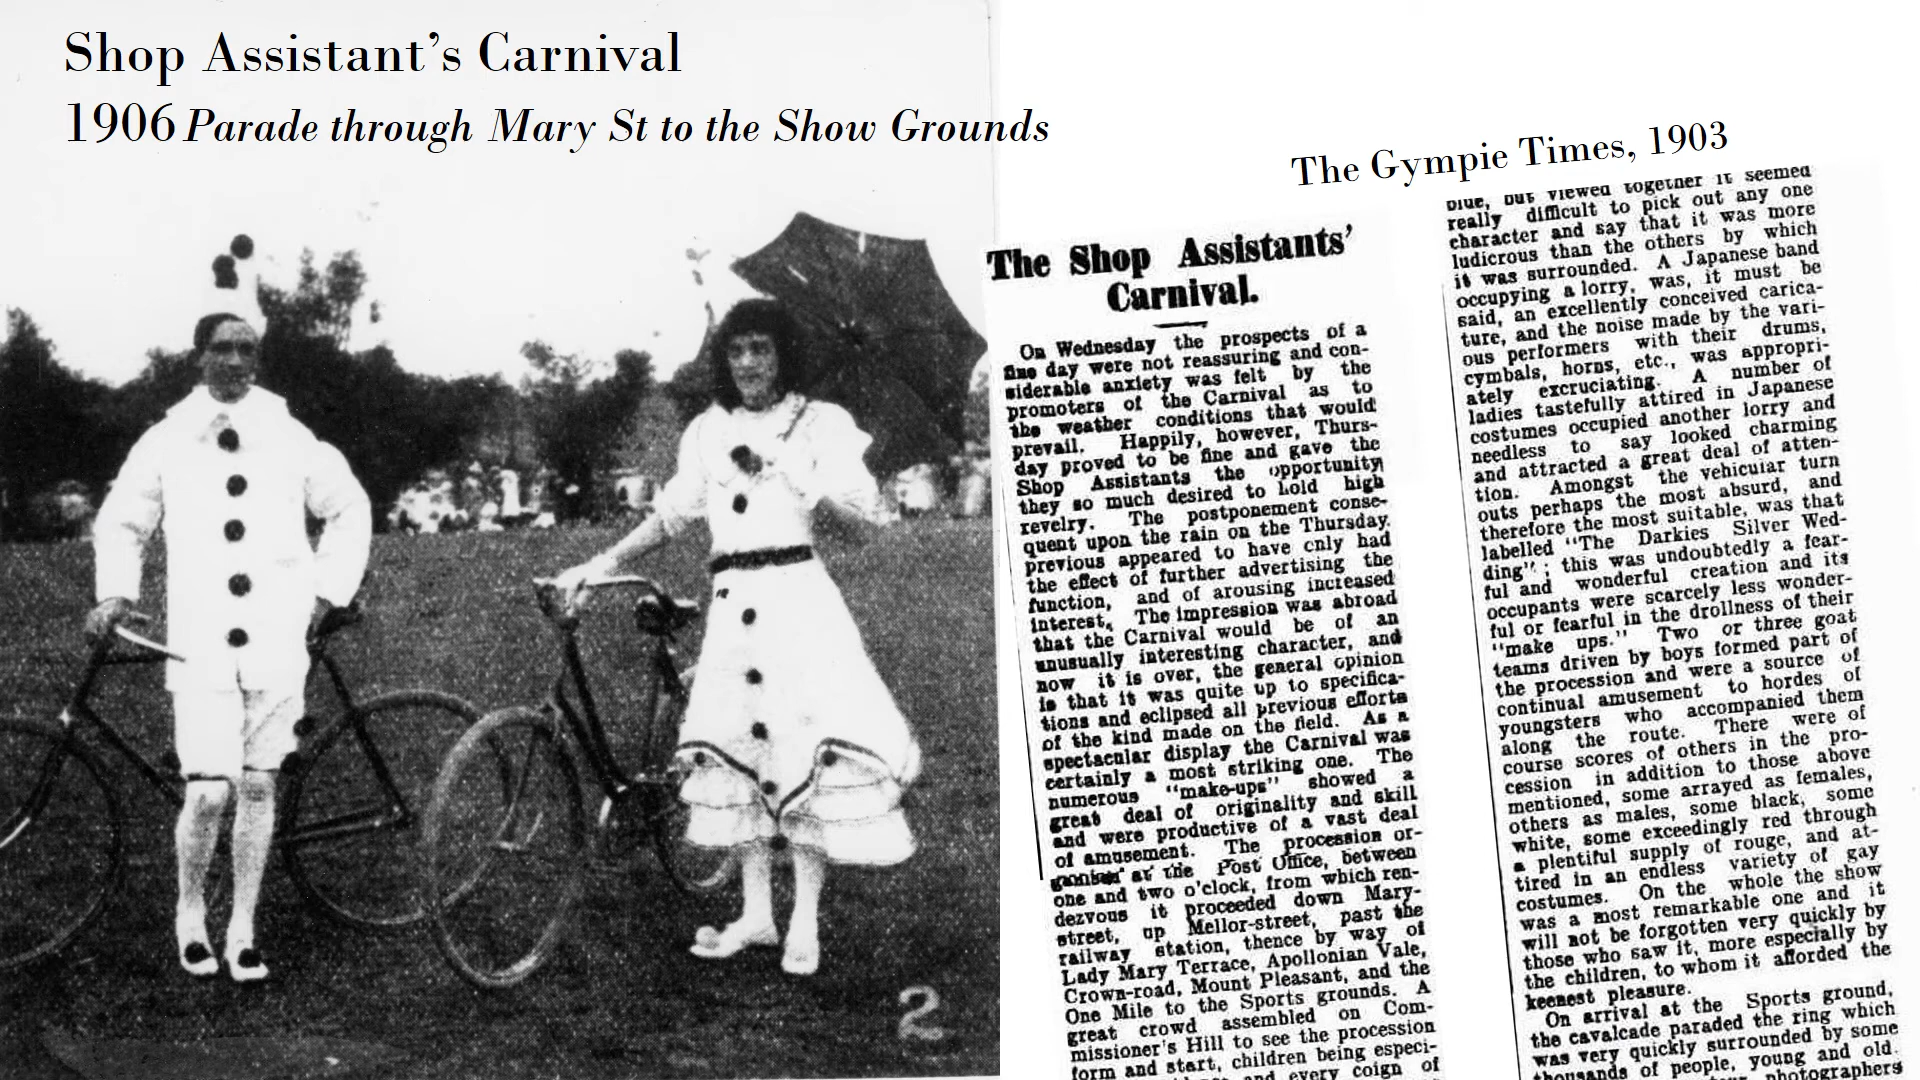 Shop Assistant’s Carnival
1906 Parade through Mary St to the Show Grounds
The Gympie Times, 1903
The Shop Assistants'
Carnival.
On Wednesday the prospects of a
fine day were not reassuring and con-
siderable anxiety was felt by the
promoters of the Carnival as to
the weather conditions that would
prevail. Happily, however, Thurs-
day proved to be fine and gave the
Shop Assistants the opportunity
they so much desired to hold high
revelry. The postponement conse-
quent upon the rain on the Thursday
previous appeared to have only had
the effect of further advertising the
function, and of arousing increased
interest. The impression was abroad
that the Carnival would be of an
unusually interesting character, and
now it is over, the general opinion
is that it was quite up to specifica-
tions and eclipsed all previous efforts
of the kind made on the field. As a
spectacular display the Carnival was
certainly a most striking one. The
numerous "make-ups" showed a
great deal of originality and skill
and were productive of a vast deal
of amusement. The procession or-
at the Post Office, between
one and two o'clock, from which ren-
dezvous it proceeded down Mary-
street, up Mellor-street, past the
railway station, thence by way of
Lady Mary Terrace, Apollonian Vale,
Crown-road, Mount Pleasant, and the
One Mile to the Sports grounds. A
great crowd assembled on Com-
missioner's Hill to see the procession
form and start, children being especi-
and every coign of
blue, but viewed together it seemed
really difficult to pick out any one
character and say that it was more
ludicrous than the others by which
it was surrounded. A Japanese band
occupying a lorry, was, it must be
said, an excellently conceived carica-
ture, and the noise made by the vari-
ous performers with their drums,
cymbals, horns, etc., was appropri-
ately excruciating. A number of
ladies tastefully attired in Japanese
costumes occupied another lorry and
needless to say looked charming
and attracted a great deal of atten-
tion. Amongst the vehicular turn
outs perhaps the most absurd, and
therefore the most suitable, was that
labelled "The Darkies Silver Wed-
ding"; this was undoubtedly a fear-
ful and wonderful creation and its
occupants were scarcely less wonder-
ful or fearful in the drollness of their
"make ups." Two or three goat
teams driven by boys formed part of
the procession and were a source of
continual amusement to hordes of
youngsters who accompanied them
along the route. There were of
course scores of others in the pro-
cession in addition to those above
mentioned, some arrayed as females,
others as males, some black, some
white, some exceedingly red through
a plentiful supply of rouge, and at-
tired in an endless variety of gay
costumes. On the whole the show
was a most remarkable one and it
will not be forgotten very quickly by
those who saw it, more especially by
the children, to whom it afforded the
keenest pleasure.
On arrival at the Sports ground,
the cavalcade paraded the ring which
was very quickly surrounded by some
thousands of people, young and old.
photographers
2